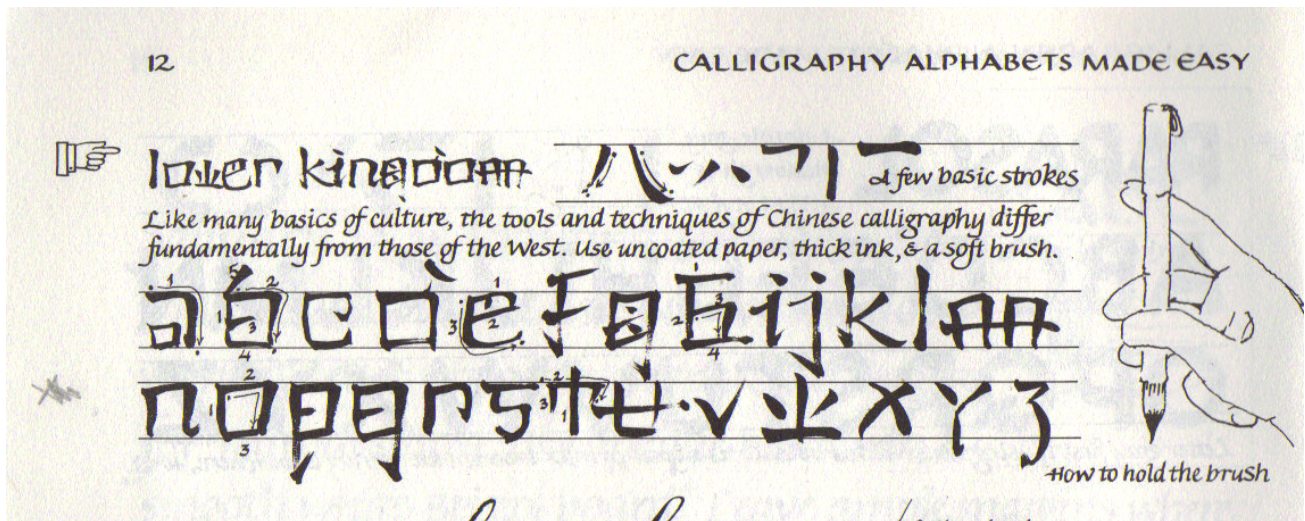 12 CALLIGRAPHY ALPHABETS MADE EASY
lower kingdom A few basic strokes
Like many basics of culture, the tools and techniques of Chinese calligraphy differ
fundamentally from those of the West. Use uncoated paper, thick ink, & a soft brush.
a b c d e f g h i j k l m
n o p q r s t u v w x y z
How to hold the brush